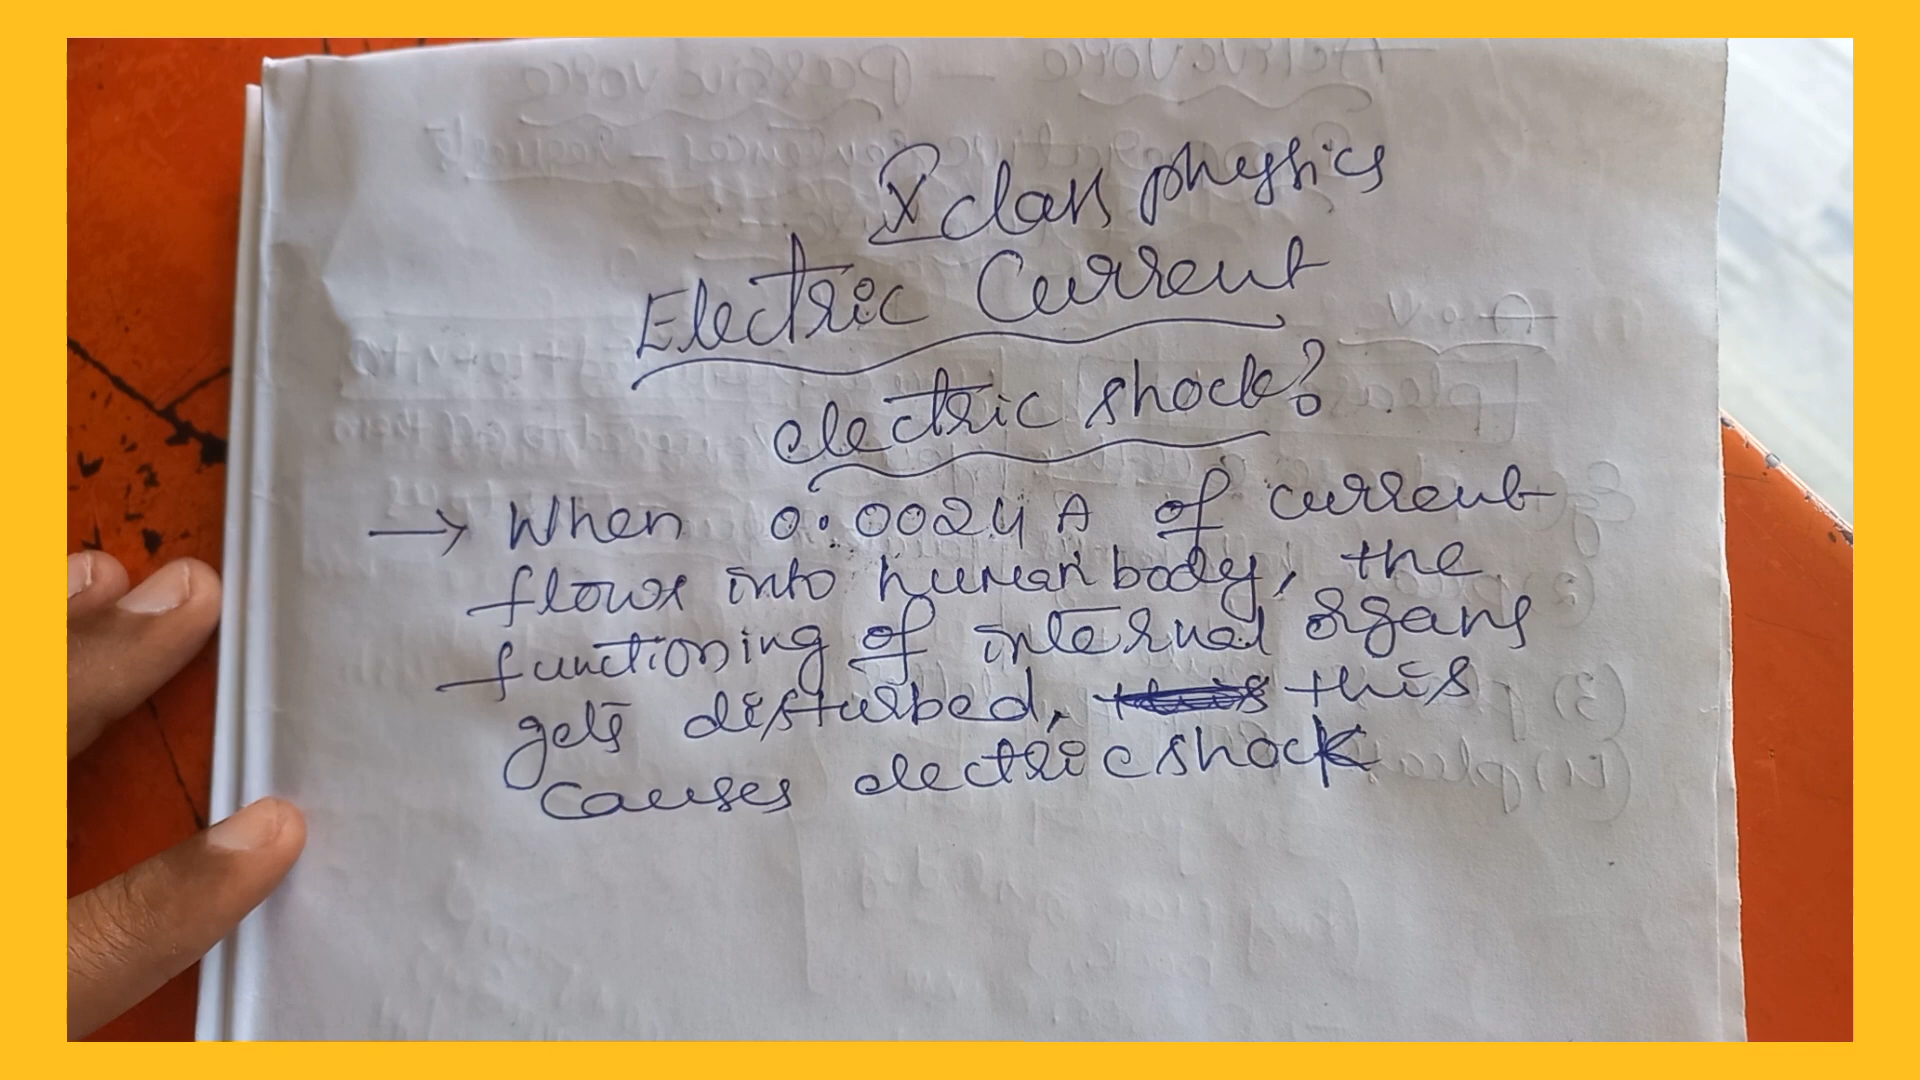 X class physics
Electric Current
electric shock?
→ When 0.0024 A of current
flows into human body, the
functioning of internal organs
gets disturbed, this
causes electric shock